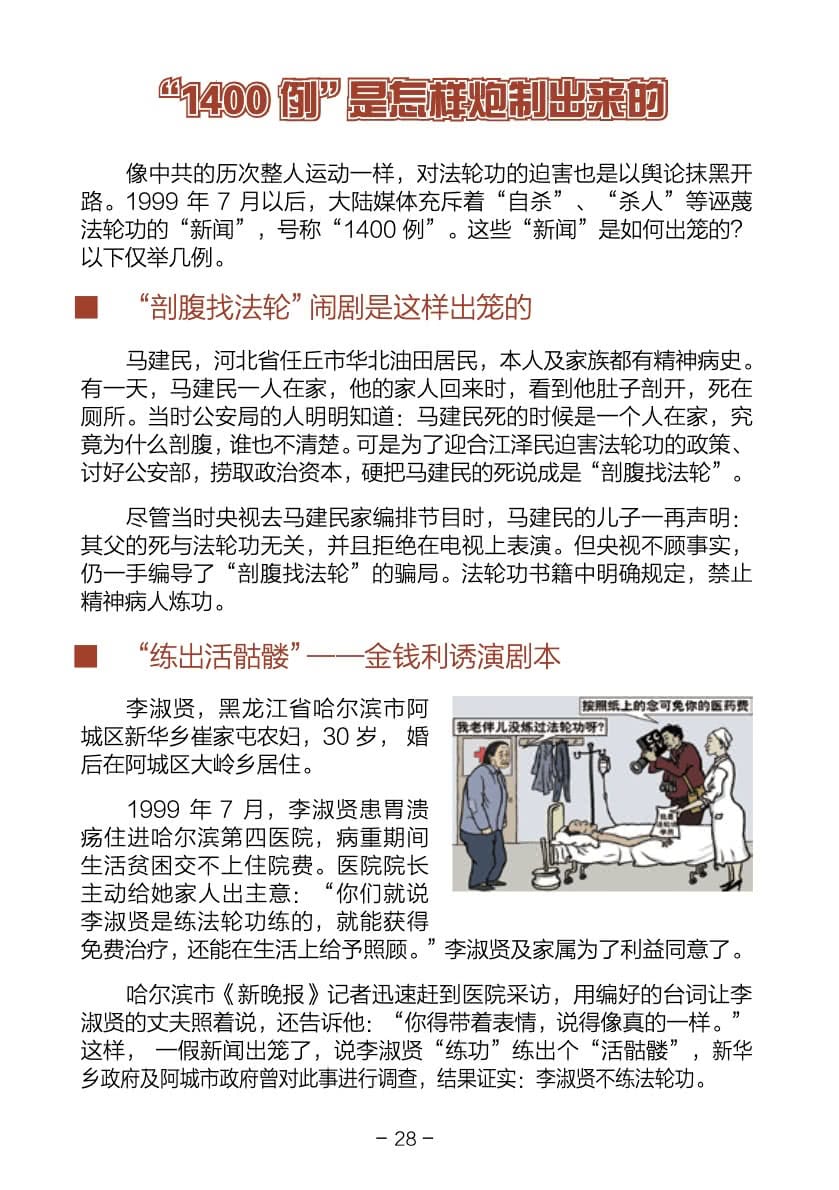 “1400 例”是怎样炮制出来的
像中共的历次整人运动一样，对法轮功的迫害也是以舆论抹黑开
路。1999 年 7 月以后，大陆媒体充斥着“自杀”、“杀人”等诬蔑
法轮功的“新闻”，号称“1400 例”。这些“新闻”是如何出笼的？
以下仅举几例。
■ “剖腹找法轮”闹剧是这样出笼的
马建民，河北省任丘市华北油田居民，本人及家族都有精神病史。
有一天，马建民一人在家，他的家人回来时，看到他肚子剖开，死在
厕所。当时公安局的人明明知道：马建民死的时候是一个人在家，究
竟为什么剖腹，谁也不清楚。可是为了迎合江泽民迫害法轮功的政策、
讨好公安部，捞取政治资本，硬把马建民的死说成是“剖腹找法轮”。
尽管当时央视去马建民家编排节目时，马建民的儿子一再声明：
其父的死与法轮功无关，并且拒绝在电视上表演。但央视不顾事实，
仍一手编导了“剖腹找法轮”的骗局。法轮功书籍中明确规定，禁止
精神病人炼功。
■ “练出活骷髅”——金钱利诱演剧本
李淑贤，黑龙江省哈尔滨市阿
城区新华乡崔家屯农妇，30 岁， 婚
后在阿城区大岭乡居住。
1999 年 7 月，李淑贤患胃溃
疡住进哈尔滨第四医院，病重期间
生活贫困交不上住院费。医院院长
主动给她家人出主意：“你们就说
李淑贤是练法轮功练的，就能获得
免费治疗，还能在生活上给予照顾。”李淑贤及家属为了利益同意了。
按照纸上的念可免你的医药费
我老伴儿没炼过法轮功呀？
我是
法轮功
学员
哈尔滨市《新晚报》记者迅速赶到医院采访，用编好的台词让李
淑贤的丈夫照着说，还告诉他：“你得带着表情，说得像真的一样。”
这样， 一假新闻出笼了，说李淑贤“练功”练出个“活骷髅”，新华
乡政府及阿城市政府曾对此事进行调查，结果证实：李淑贤不练法轮功。
- 28 -